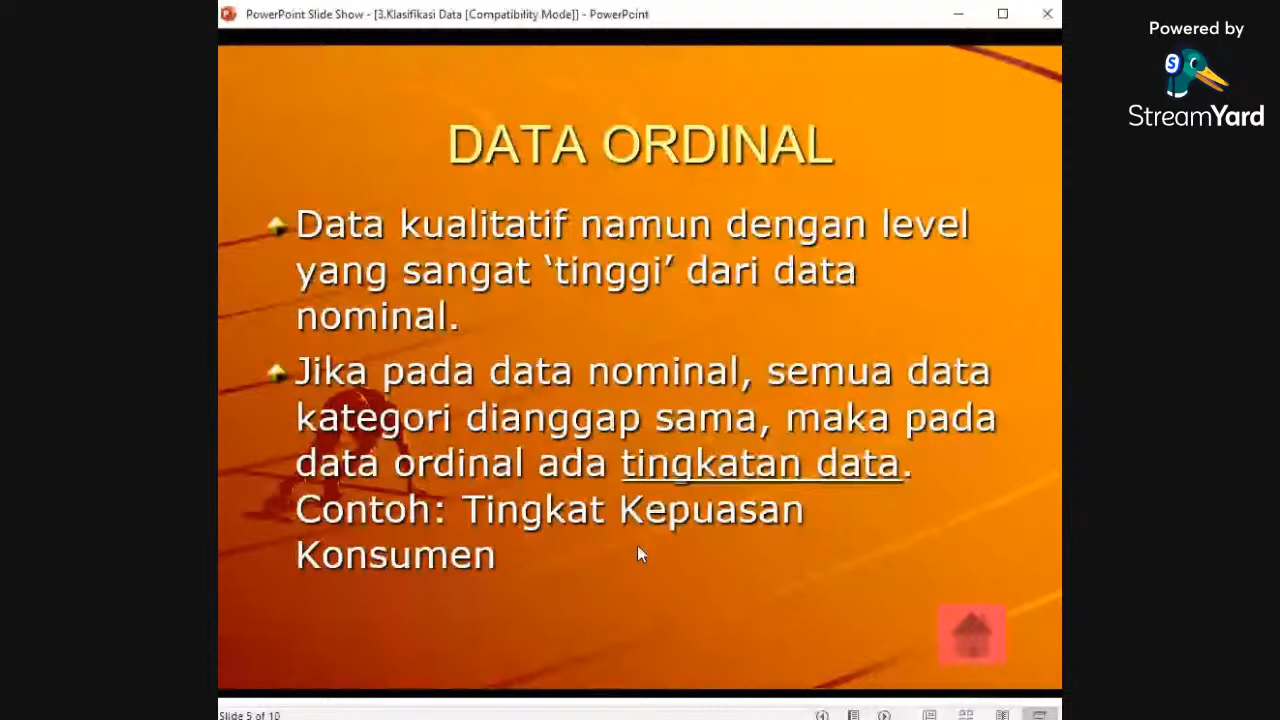 PowerPoint Slide Show - [3.Klasifikasi Data [Compatibility Mode]] - PowerPoint
Powered by
StreamYard
DATA ORDINAL
Data kualitatif namun dengan level
yang sangat ‘tinggi’ dari data
nominal.
Jika pada data nominal, semua data
kategori dianggap sama, maka pada
data ordinal ada tingkatan data.
Contoh: Tingkat Kepuasan
Konsumen
Slide 5 of 10